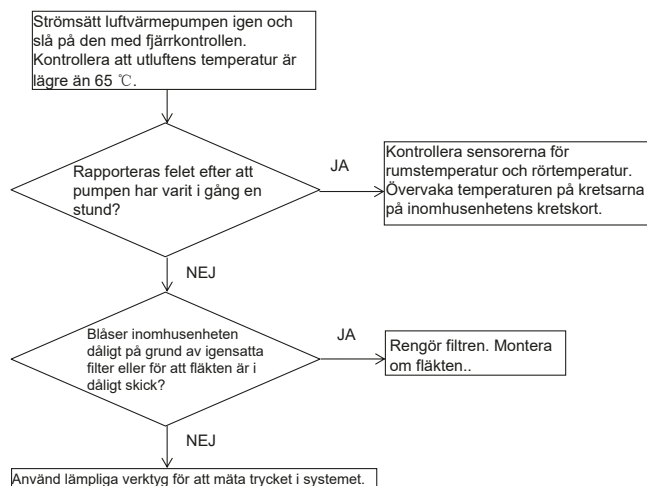 Strömsätt luftvärmepumpen igen och
slå på den med fjärrkontrollen.
Kontrollera att utluftens temperatur är
lägre än 65 ℃.
Rapporteras felet efter att
pumpen har varit i gång en
stund?
JA
Kontrollera sensorerna för
rumstemperatur och rörtemperatur.
Övervaka temperaturen på kretsarna
på inomhusenhetens kretskort.
NEJ
Blåser inomhusenheten
dåligt på grund av igensatta
filter eller för att fläkten är i
dåligt skick?
JA
Rengör filtren. Montera
om fläkten..
NEJ
Använd lämpliga verktyg för att mäta trycket i systemet.